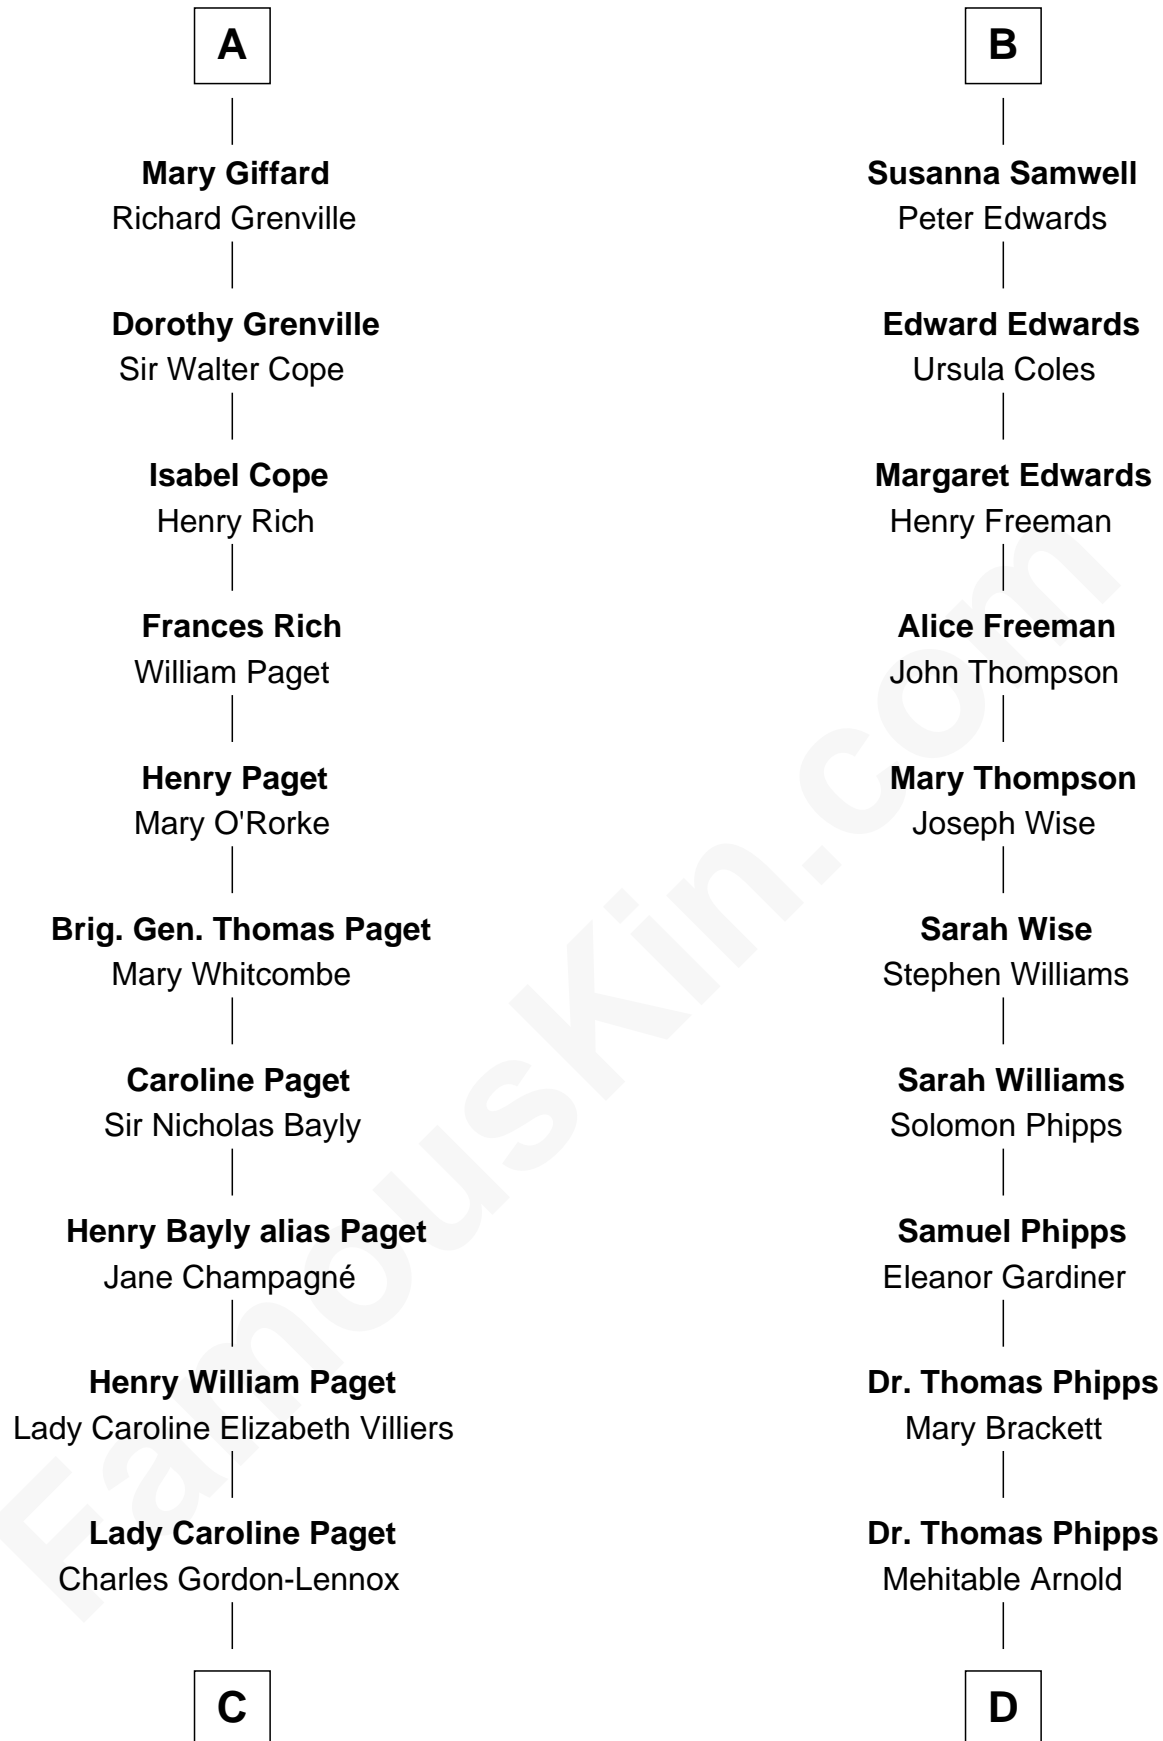 A
Mary Giffard
Richard Grenville
Dorothy Grenville
Sir Walter Cope
Isabel Cope
Henry Rich
Frances Rich
William Paget
Henry Paget
Mary O'Rorke
Brig. Gen. Thomas Paget
Mary Whitcombe
Caroline Paget
Sir Nicholas Bayly
Henry Bayly alias Paget
Jane Champagné
Henry William Paget
Lady Caroline Elizabeth Villiers
Lady Caroline Paget
Charles Gordon-Lennox
C
B
Susanna Samwell
Peter Edwards
Edward Edwards
Ursula Coles
Margaret Edwards
Henry Freeman
Alice Freeman
John Thompson
Mary Thompson
Joseph Wise
Sarah Wise
Stephen Williams
Sarah Williams
Solomon Phipps
Samuel Phipps
Eleanor Gardiner
Dr. Thomas Phipps
Mary Brackett
Dr. Thomas Phipps
Mehitable Arnold
D
FamousKin.com